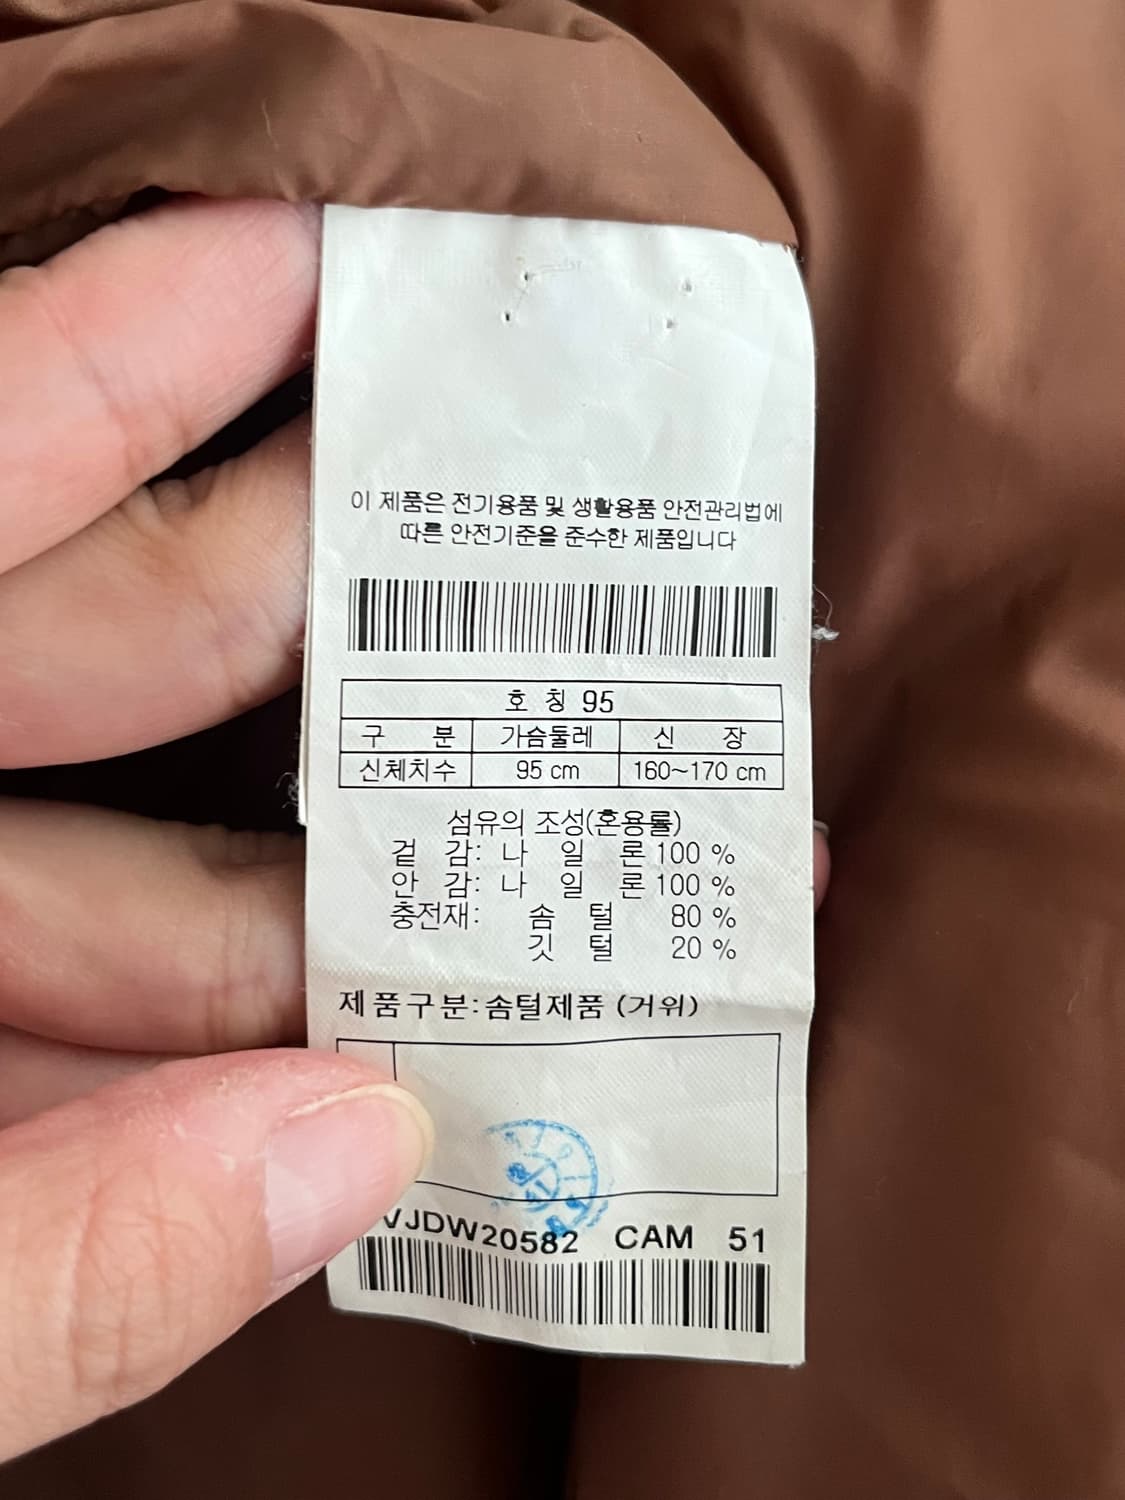 이 제품은 전기용품 및 생활용품 안전관리법에
따른 안전기준을 준수한 제품입니다
호 칭 95
구 분 가슴둘레 신 장
신체치수 95 cm 160~170 cm
섬유의 조성(혼용률)
겉 감: 나 일 론 100 %
안 감: 나 일 론 100 %
충전재: 솜 털 80 %
깃 털 20 %
제품구분:솜털제품 (거위)
VJDW20582 CAM 51